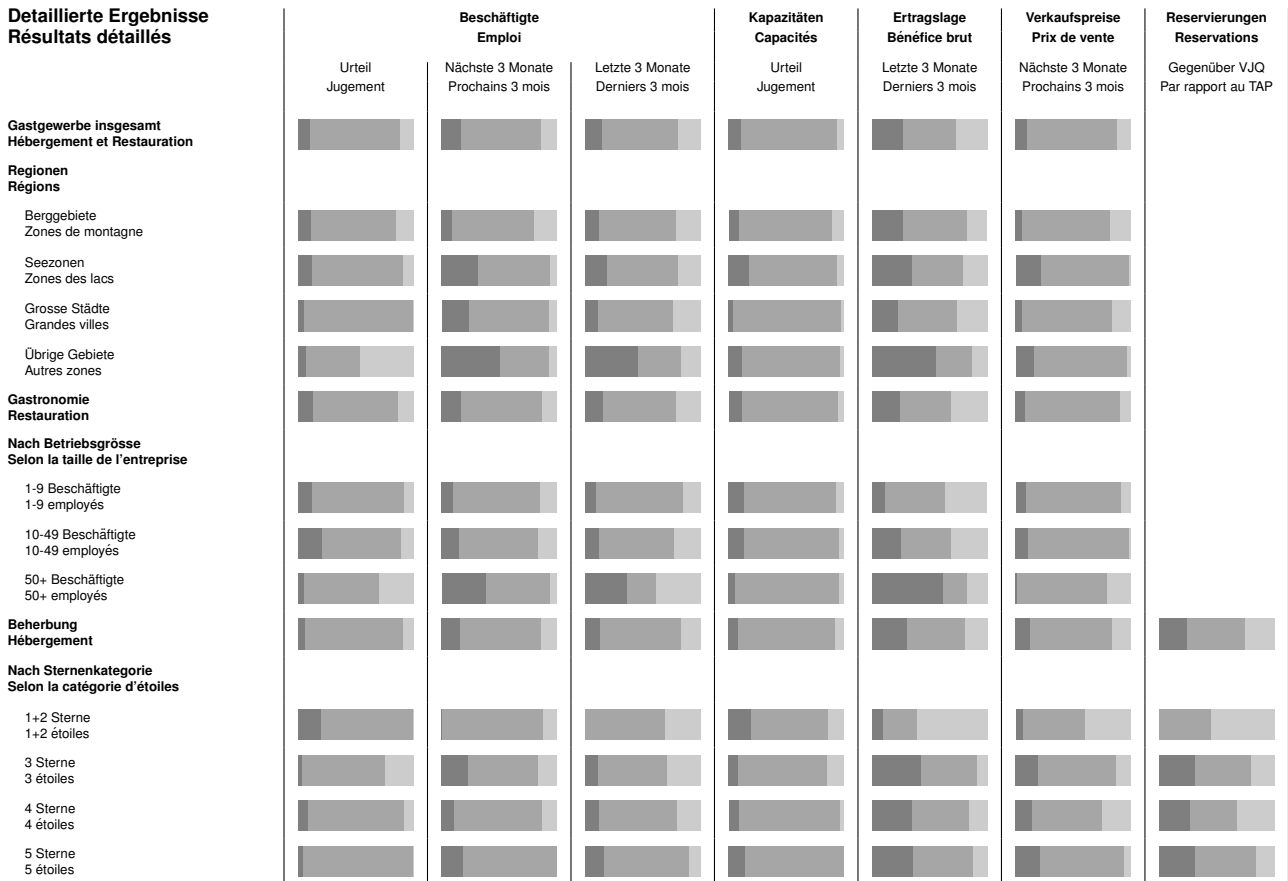 Detaillierte Ergebnisse
Résultats détaillés
Beschäftigte
Emploi
Kapazitäten
Capacités
Ertragslage
Bénéfice brut
Verkaufspreise
Prix de vente
Reservierungen
Reservations
Urteil
Jugement
Nächste 3 Monate
Prochains 3 mois
Letzte 3 Monate
Derniers 3 mois
Urteil
Jugement
Letzte 3 Monate
Derniers 3 mois
Nächste 3 Monate
Prochains 3 mois
Gegenüber VJQ
Par rapport au TAP
Gastgewerbe insgesamt
Hébergement et Restauration
Regionen
Régions
Berggebiete
Zones de montagne
Seezonen
Zones des lacs
Grosse Städte
Grandes villes
Übrige Gebiete
Autres zones
Gastronomie
Restauration
Nach Betriebsgrösse
Selon la taille de l'entreprise
1-9 Beschäftigte
1-9 employés
10-49 Beschäftigte
10-49 employés
50+ Beschäftigte
50+ employés
Beherbung
Hébergement
Nach Sternenkategorie
Selon la catégorie d'étoiles
1+2 Sterne
1+2 étoiles
3 Sterne
3 étoiles
4 Sterne
4 étoiles
5 Sterne
5 étoiles